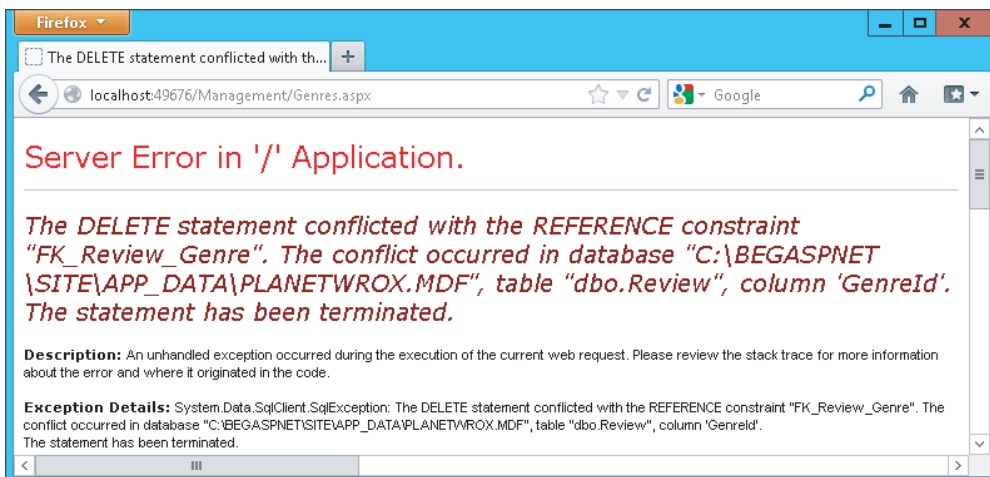 Firefox
The DELETE statement conflicted with th...
localhost:49676/Management/Genres.aspx
Google
Server Error in '/' Application.
The DELETE statement conflicted with the REFERENCE constraint
"FK_Review_Genre". The conflict occurred in database "C:\BEGASPNET
\SITE\APP_DATA\PLANETWROX.MDF", table "dbo.Review", column 'GenreId'.
The statement has been terminated.
Description: An unhandled exception occurred during the execution of the current web request. Please review the stack trace for more information
about the error and where it originated in the code.
Exception Details: System.Data.SqlClient.SqlException: The DELETE statement conflicted with the REFERENCE constraint "FK_Review_Genre". The
conflict occurred in database "C:\BEGASPNET\SITE\APP_DATA\PLANETWROX.MDF", table "dbo.Review", column 'GenreId'.
The statement has been terminated.